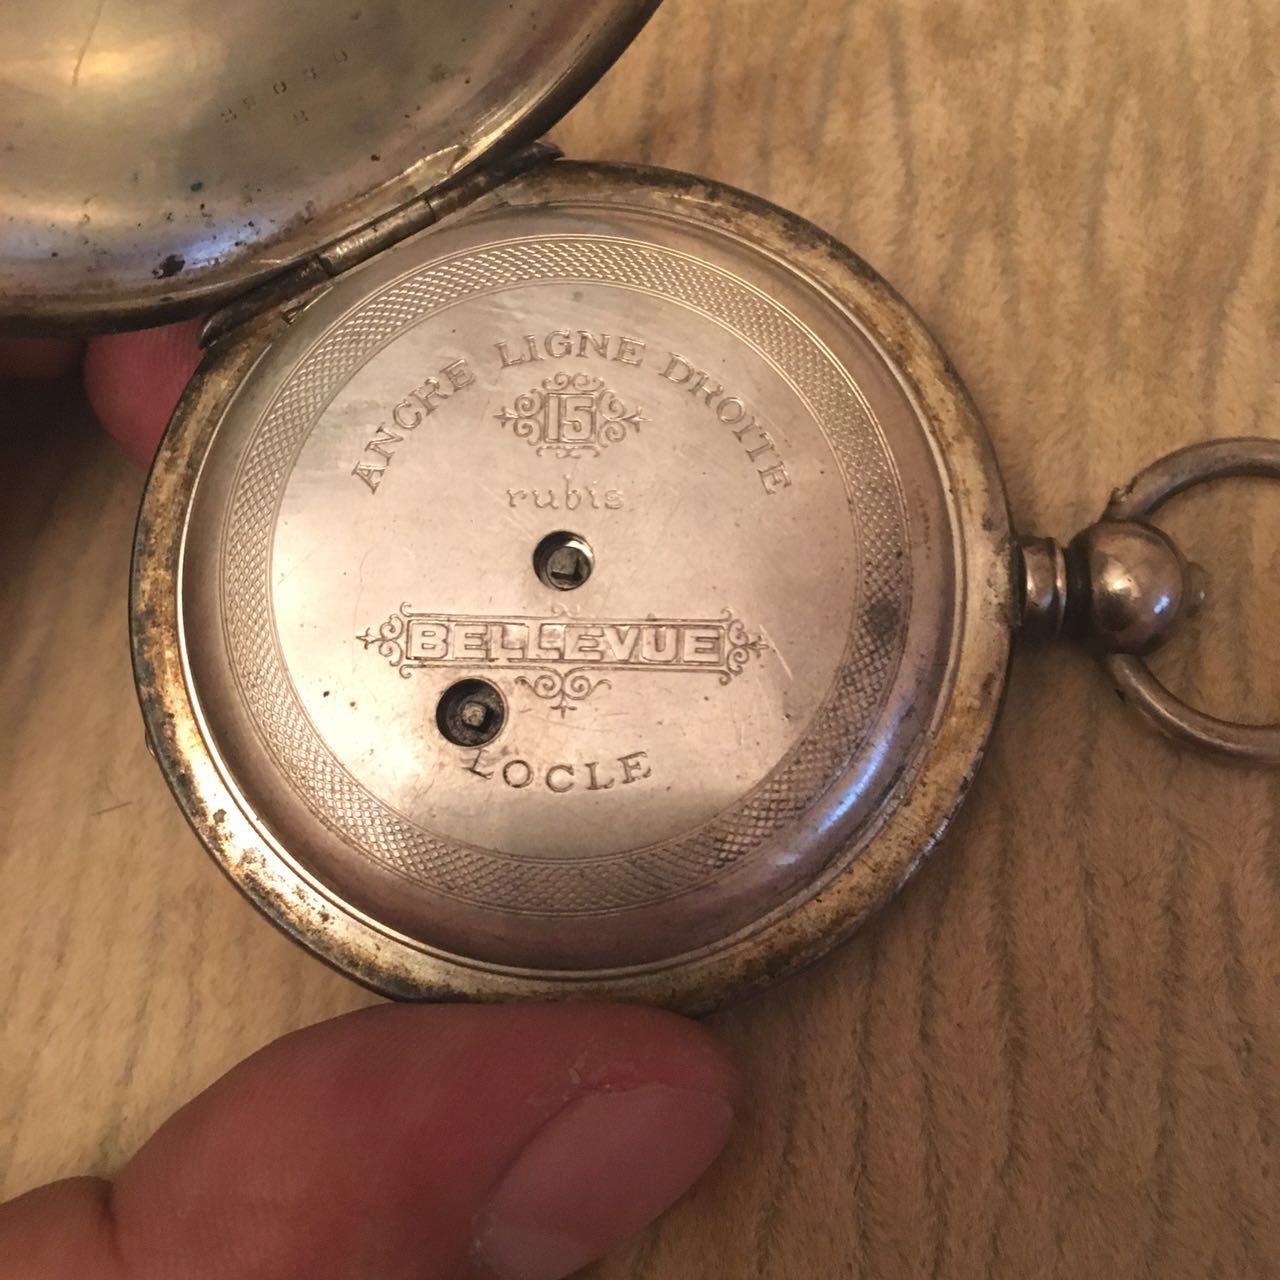 ANCRE LIGNE DROITE
15
rubis
BELLEVUE
LOCLE